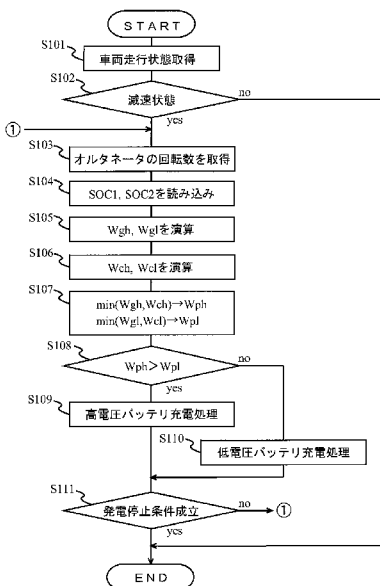 START
S101
車両走行状態取得
S102
減速状態
no
yes
①
S103
オルタネータの回転数を取得
S104
SOC1, SOC2を読み込み
S105
Wgh, Wglを演算
S106
Wch, Wclを演算
S107
min(Wgh,Wch)→Wph
min(Wgl,Wcl)→Wpl
S108
Wph＞Wpl
no
yes
S109
高電圧バッテリ充電処理
S110
低電圧バッテリ充電処理
S111
発電停止条件成立
no
①
yes
END